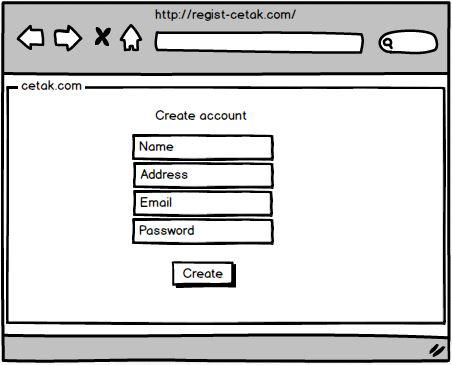 http://regist-cetak.com/
cetak.com
Create account
Name
Address
Email
Password
Create